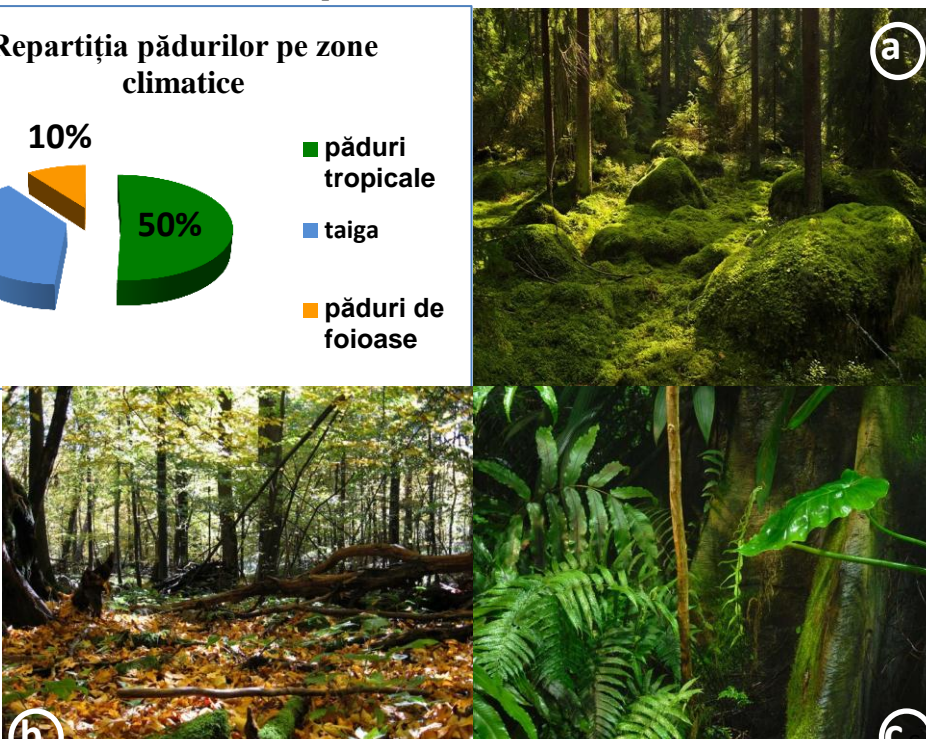 Repartiția pădurilor pe zone
climatice
10%
50%
păduri
tropicale
taiga
păduri de
foioase
a
b
c